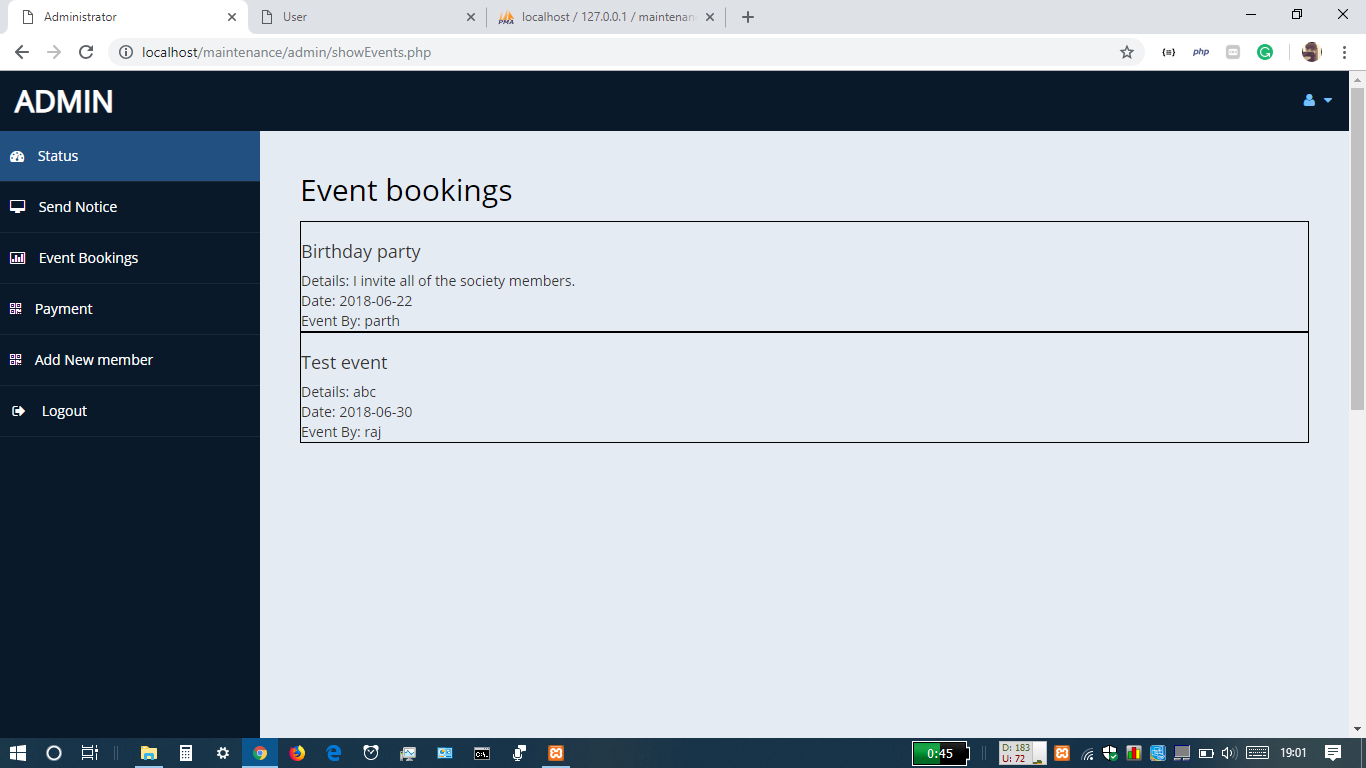 Administrator
User
localhost / 127.0.0.1 / maintenan
localhost/maintenance/admin/showEvents.php
php
ADMIN
Status
Send Notice
Event Bookings
Payment
Add New member
Logout
Event bookings
Birthday party
Details: I invite all of the society members.
Date: 2018-06-22
Event By: parth
Test event
Details: abc
Date: 2018-06-30
Event By: raj
0:45
D: 183
U: 72
19:01